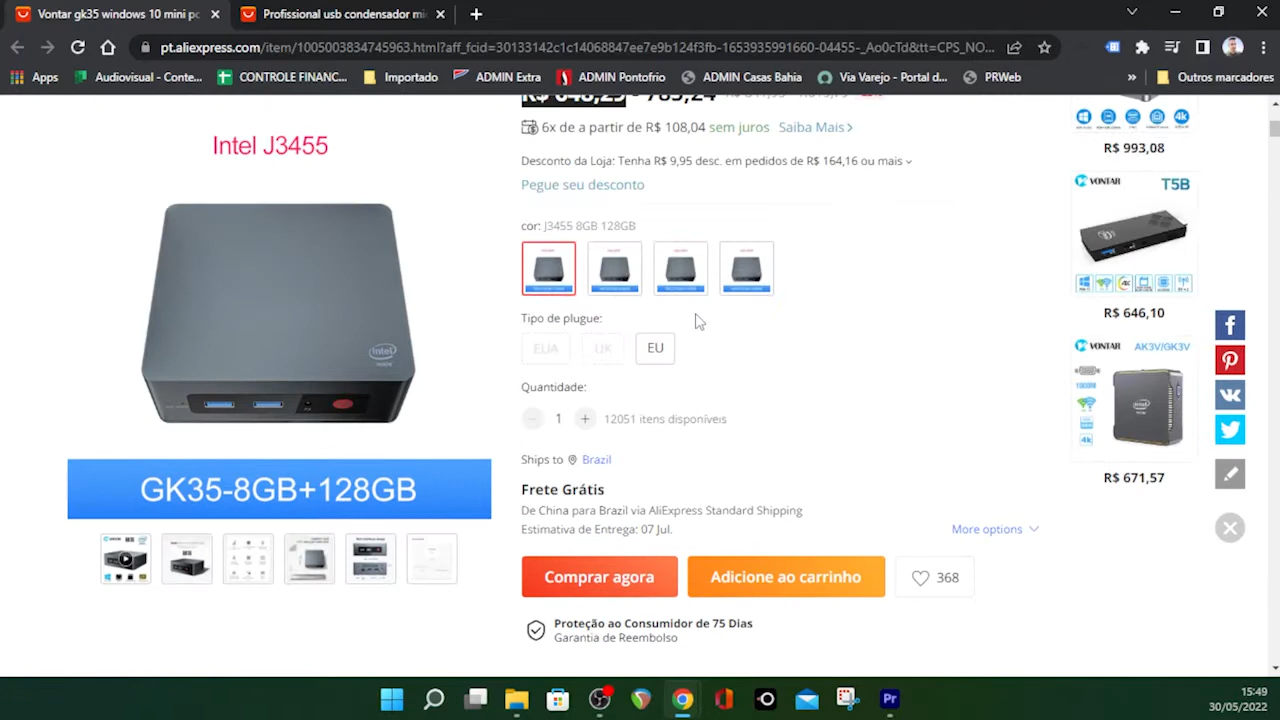 Vontar gk35 windows 10 mini pc
Profissional usb condensador mi
pt.aliexpress.com/item/1005003834745963.html?aff_fcid=30133142c1c14068847ee7e9b124f3fb-1653935991660-04455-_Ao0cTd&tt=CPS_NO...
Apps
Audiovisual - Conte...
CONTROLE FINANC...
Importado
ADMIN Extra
ADMIN Pontofrio
ADMIN Casas Bahia
Via Varejo - Portal d...
PRWeb
»
Outros marcadores
Intel J3455
GK35-8GB+128GB
6x de a partir de R$ 108,04 sem juros Saiba Mais
Desconto da Loja: Tenha R$ 9,95 desc. em pedidos de R$ 164,16 ou mais
Pegue seu desconto
cor: J3455 8GB 128GB
Tipo de plugue:
EUA UK EU
Quantidade:
− 1 + 12051 itens disponíveis
Ships to Brazil
Frete Grátis
De China para Brazil via AliExpress Standard Shipping
Estimativa de Entrega: 07 Jul.
More options
Comprar agora
Adicione ao carrinho
368
Proteção ao Consumidor de 75 Dias
Garantia de Reembolso
4k
R$ 993,08
VONTAR T5B
R$ 646,10
VONTAR AK3V/GK3V
4k
R$ 671,57
15:49
30/05/2022